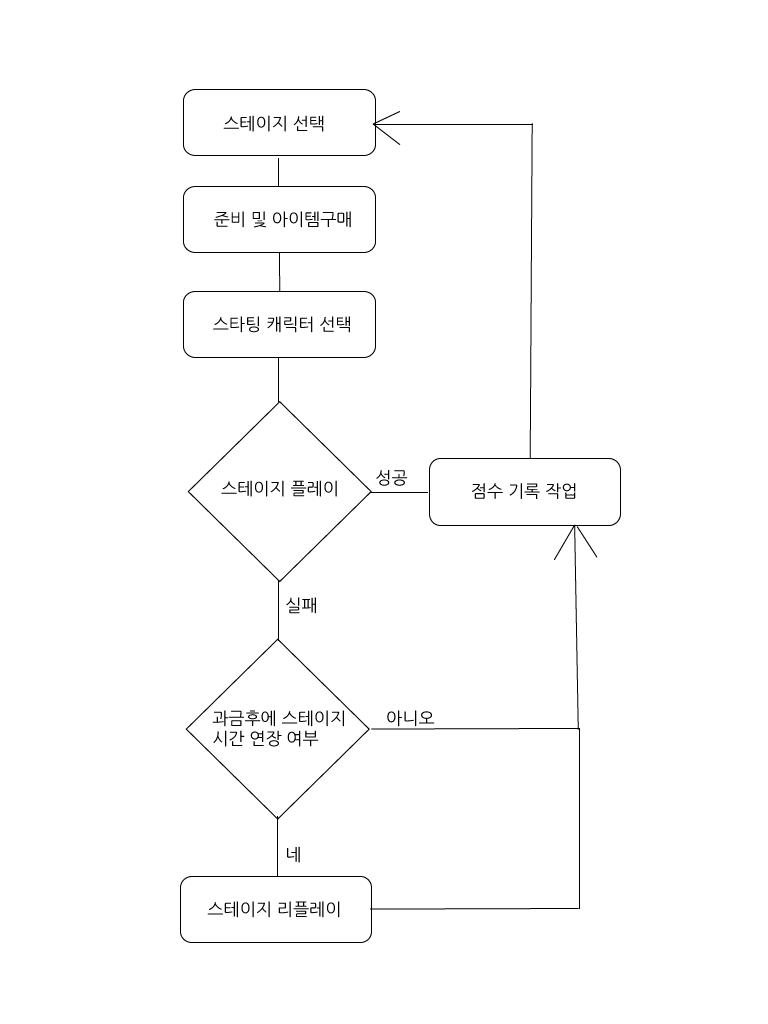 스테이지 선택
준비 및 아이템구매
스타팅 캐릭터 선택
스테이지 플레이
성공
점수 기록 작업
실패
과금후에 스테이지
시간 연장 여부
아니오
네
스테이지 리플레이